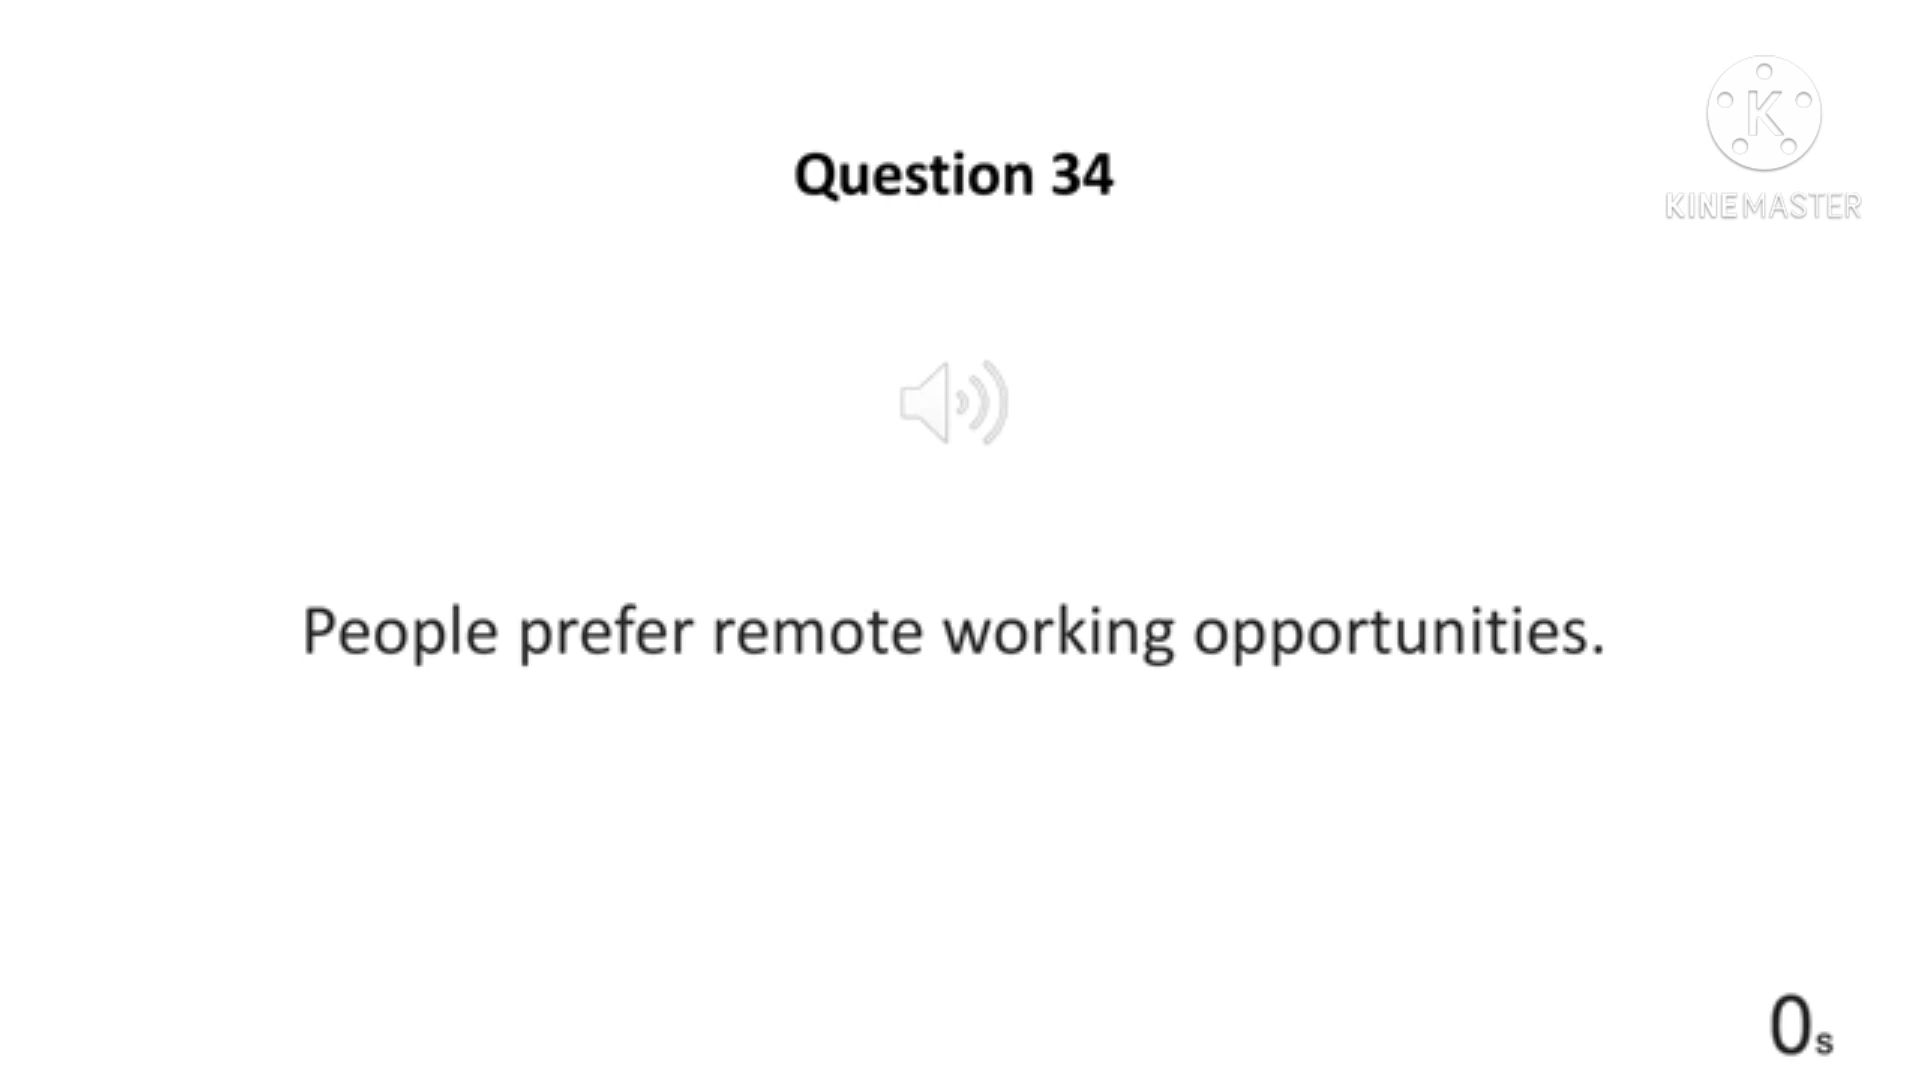 Question 34
K
KINEMASTER
People prefer remote working opportunities.
0s